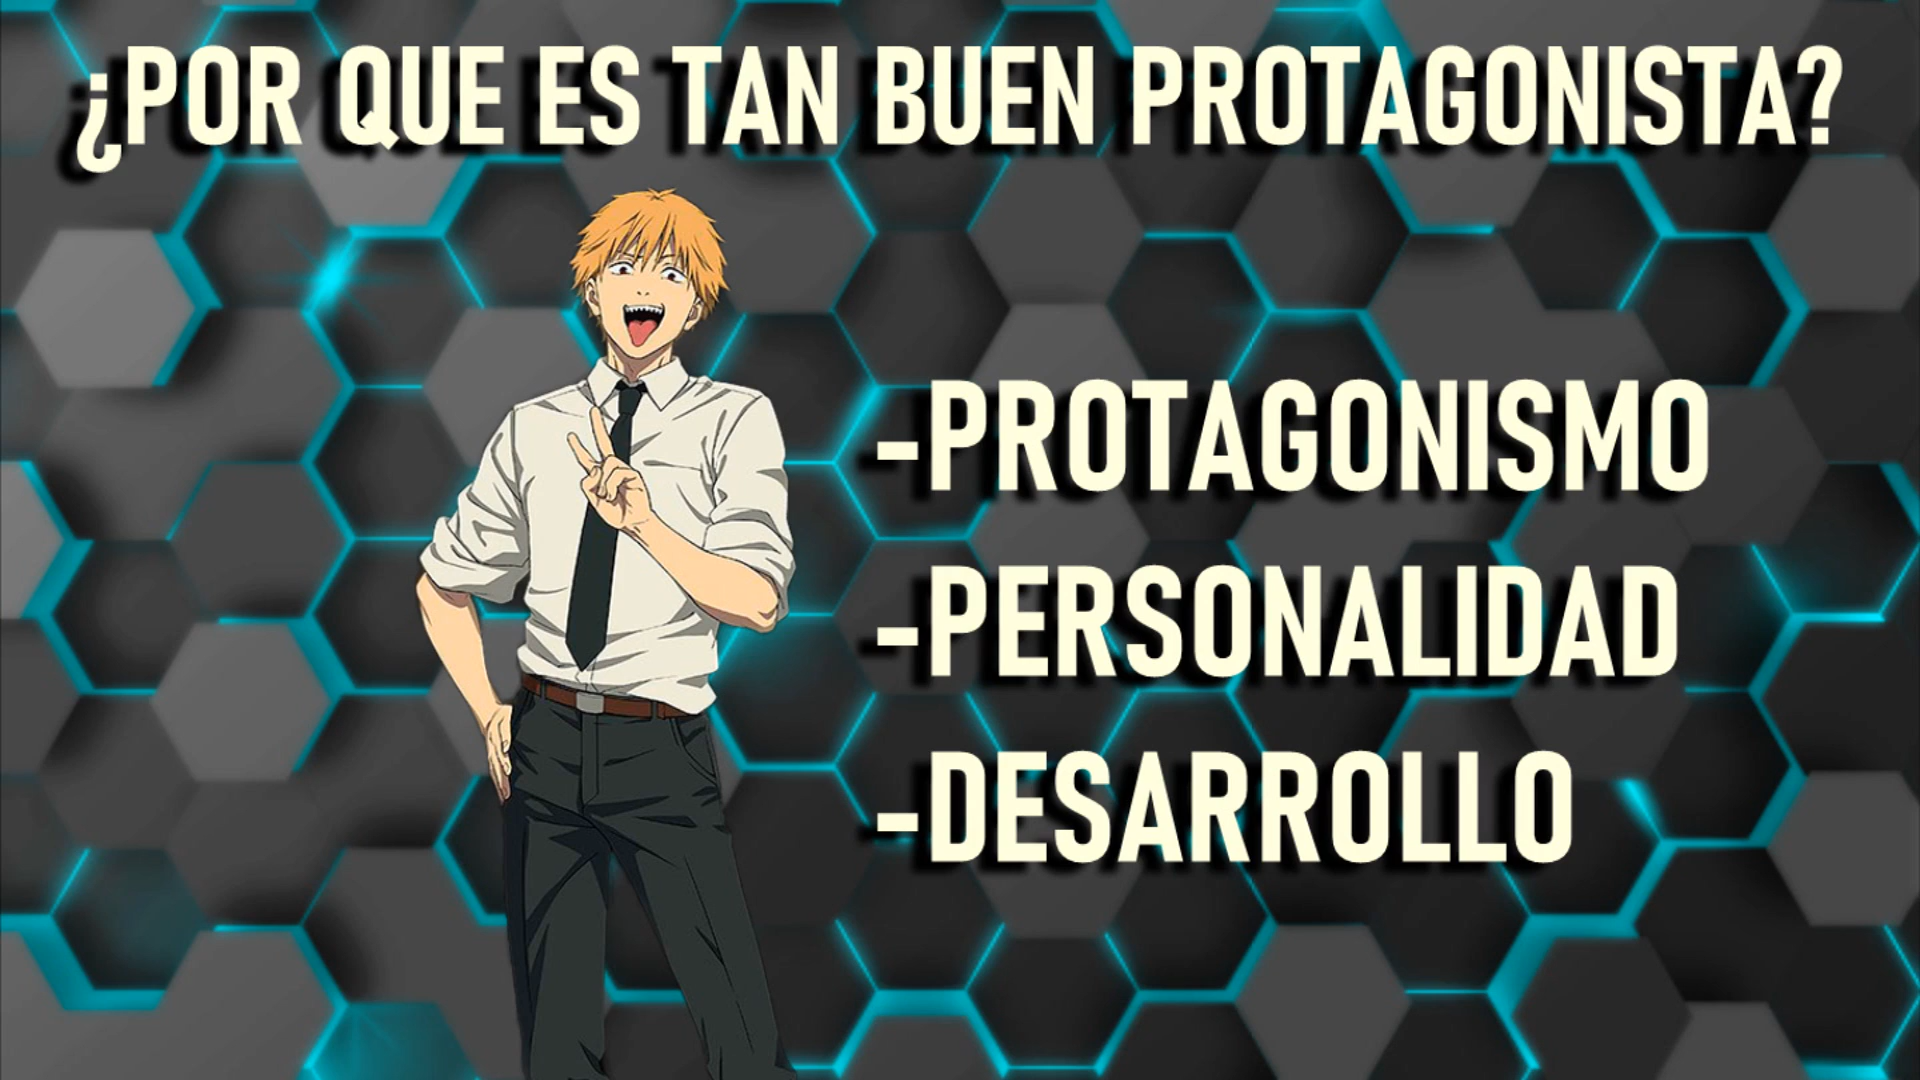 ¿POR QUE ES TAN BUEN PROTAGONISTA?
-PROTAGONISMO
-PERSONALIDAD
-DESARROLLO